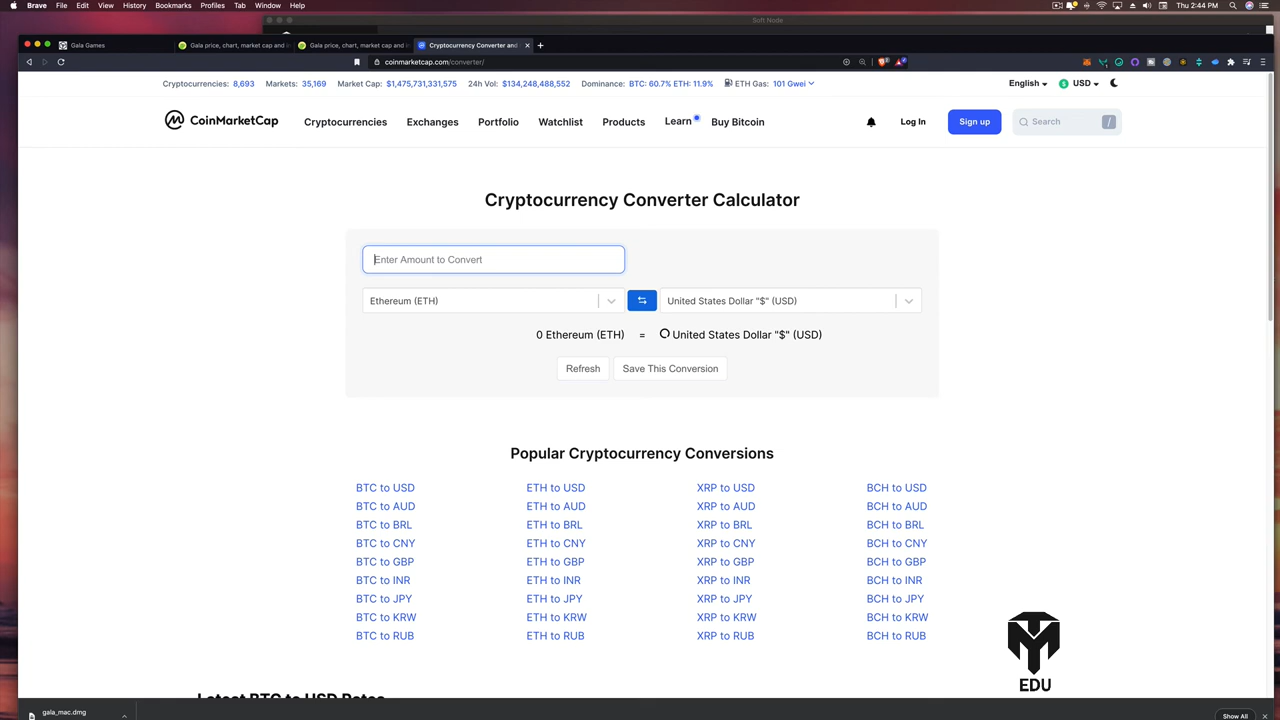 Brave File Edit View History Bookmarks Profiles Tab Window Help Thu 2:44 PM
Soft Node
Gala Games Gala price, chart, market cap and i Gala price, chart, market cap and i Cryptocurrency Converter and
coinmarketcap.com/converter/
Cryptocurrencies: 8,693 Markets: 35,169 Market Cap: $1,475,731,331,575 24h Vol: $134,248,488,552 Dominance: BTC: 60.7% ETH: 11.9% ETH Gas: 101 Gwei English USD
CoinMarketCap Cryptocurrencies Exchanges Portfolio Watchlist Products Learn Buy Bitcoin Log In Sign up Search /
Cryptocurrency Converter Calculator
Enter Amount to Convert
Ethereum (ETH) United States Dollar "$" (USD)
0 Ethereum (ETH) = United States Dollar "$" (USD)
Refresh Save This Conversion
Popular Cryptocurrency Conversions
BTC to USD ETH to USD XRP to USD BCH to USD
BTC to AUD ETH to AUD XRP to AUD BCH to AUD
BTC to BRL ETH to BRL XRP to BRL BCH to BRL
BTC to CNY ETH to CNY XRP to CNY BCH to CNY
BTC to GBP ETH to GBP XRP to GBP BCH to GBP
BTC to INR ETH to INR XRP to INR BCH to INR
BTC to JPY ETH to JPY XRP to JPY BCH to JPY
BTC to KRW ETH to KRW XRP to KRW BCH to KRW
BTC to RUB ETH to RUB XRP to RUB BCH to RUB
EDU
Latest BTC to USD Rates
gala_mac.dmg Show All